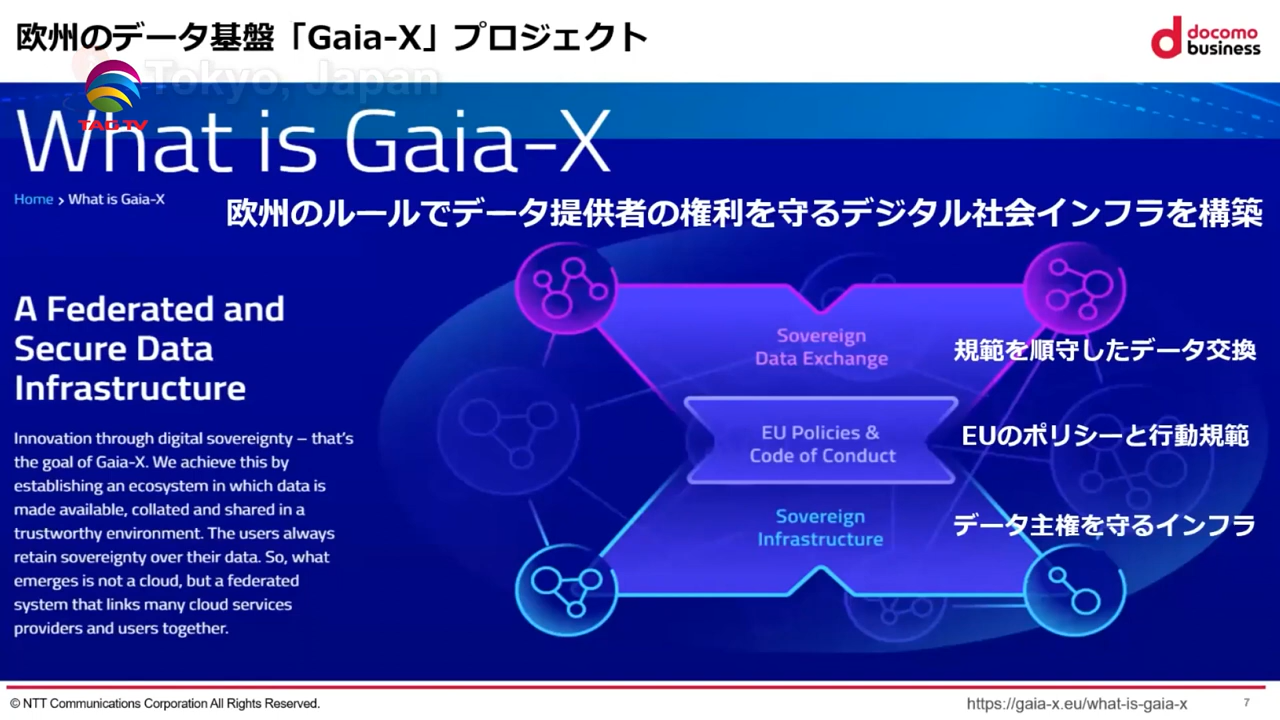 欧州のデータ基盤「Gaia-X」プロジェクト
docomo
business
Tokyo, Japan
TAG TV
What is Gaia-X
Home › What is Gaia-X
欧州のルールでデータ提供者の権利を守るデジタル社会インフラを構築
A Federated and
Secure Data
Infrastructure
Innovation through digital sovereignty – that's
the goal of Gaia-X. We achieve this by
establishing an ecosystem in which data is
made available, collated and shared in a
trustworthy environment. The users always
retain sovereignty over their data. So, what
emerges is not a cloud, but a federated
system that links many cloud services
providers and users together.
Sovereign
Data Exchange
規範を順守したデータ交換
EU Policies &
Code of Conduct
EUのポリシーと行動規範
Sovereign
Infrastructure
データ主権を守るインフラ
© NTT Communications Corporation All Rights Reserved.
https://gaia-x.eu/what-is-gaia-x
7